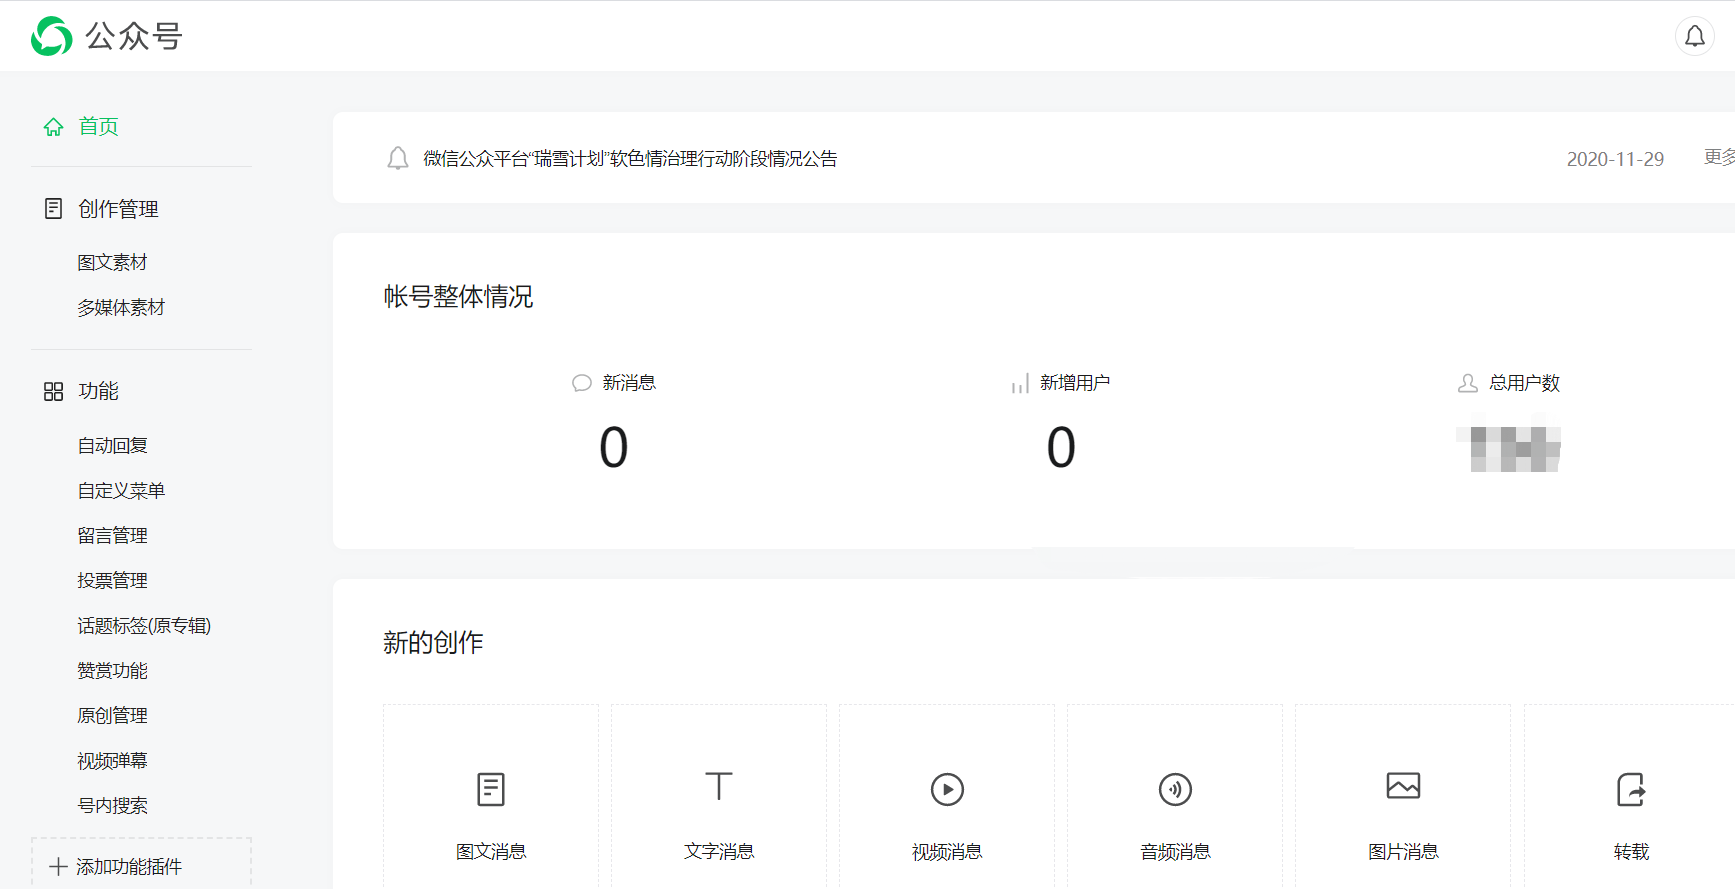 公众号
首页
创作管理
图文素材
多媒体素材
功能
自动回复
自定义菜单
留言管理
投票管理
话题标签(原专辑)
赞赏功能
原创管理
视频弹幕
号内搜索
添加功能插件
微信公众平台“瑞雪计划”软色情治理行动阶段情况公告
2020-11-29
更多
帐号整体情况
新消息
0
新增用户
0
总用户数
新的创作
图文消息
文字消息
视频消息
音频消息
图片消息
转载